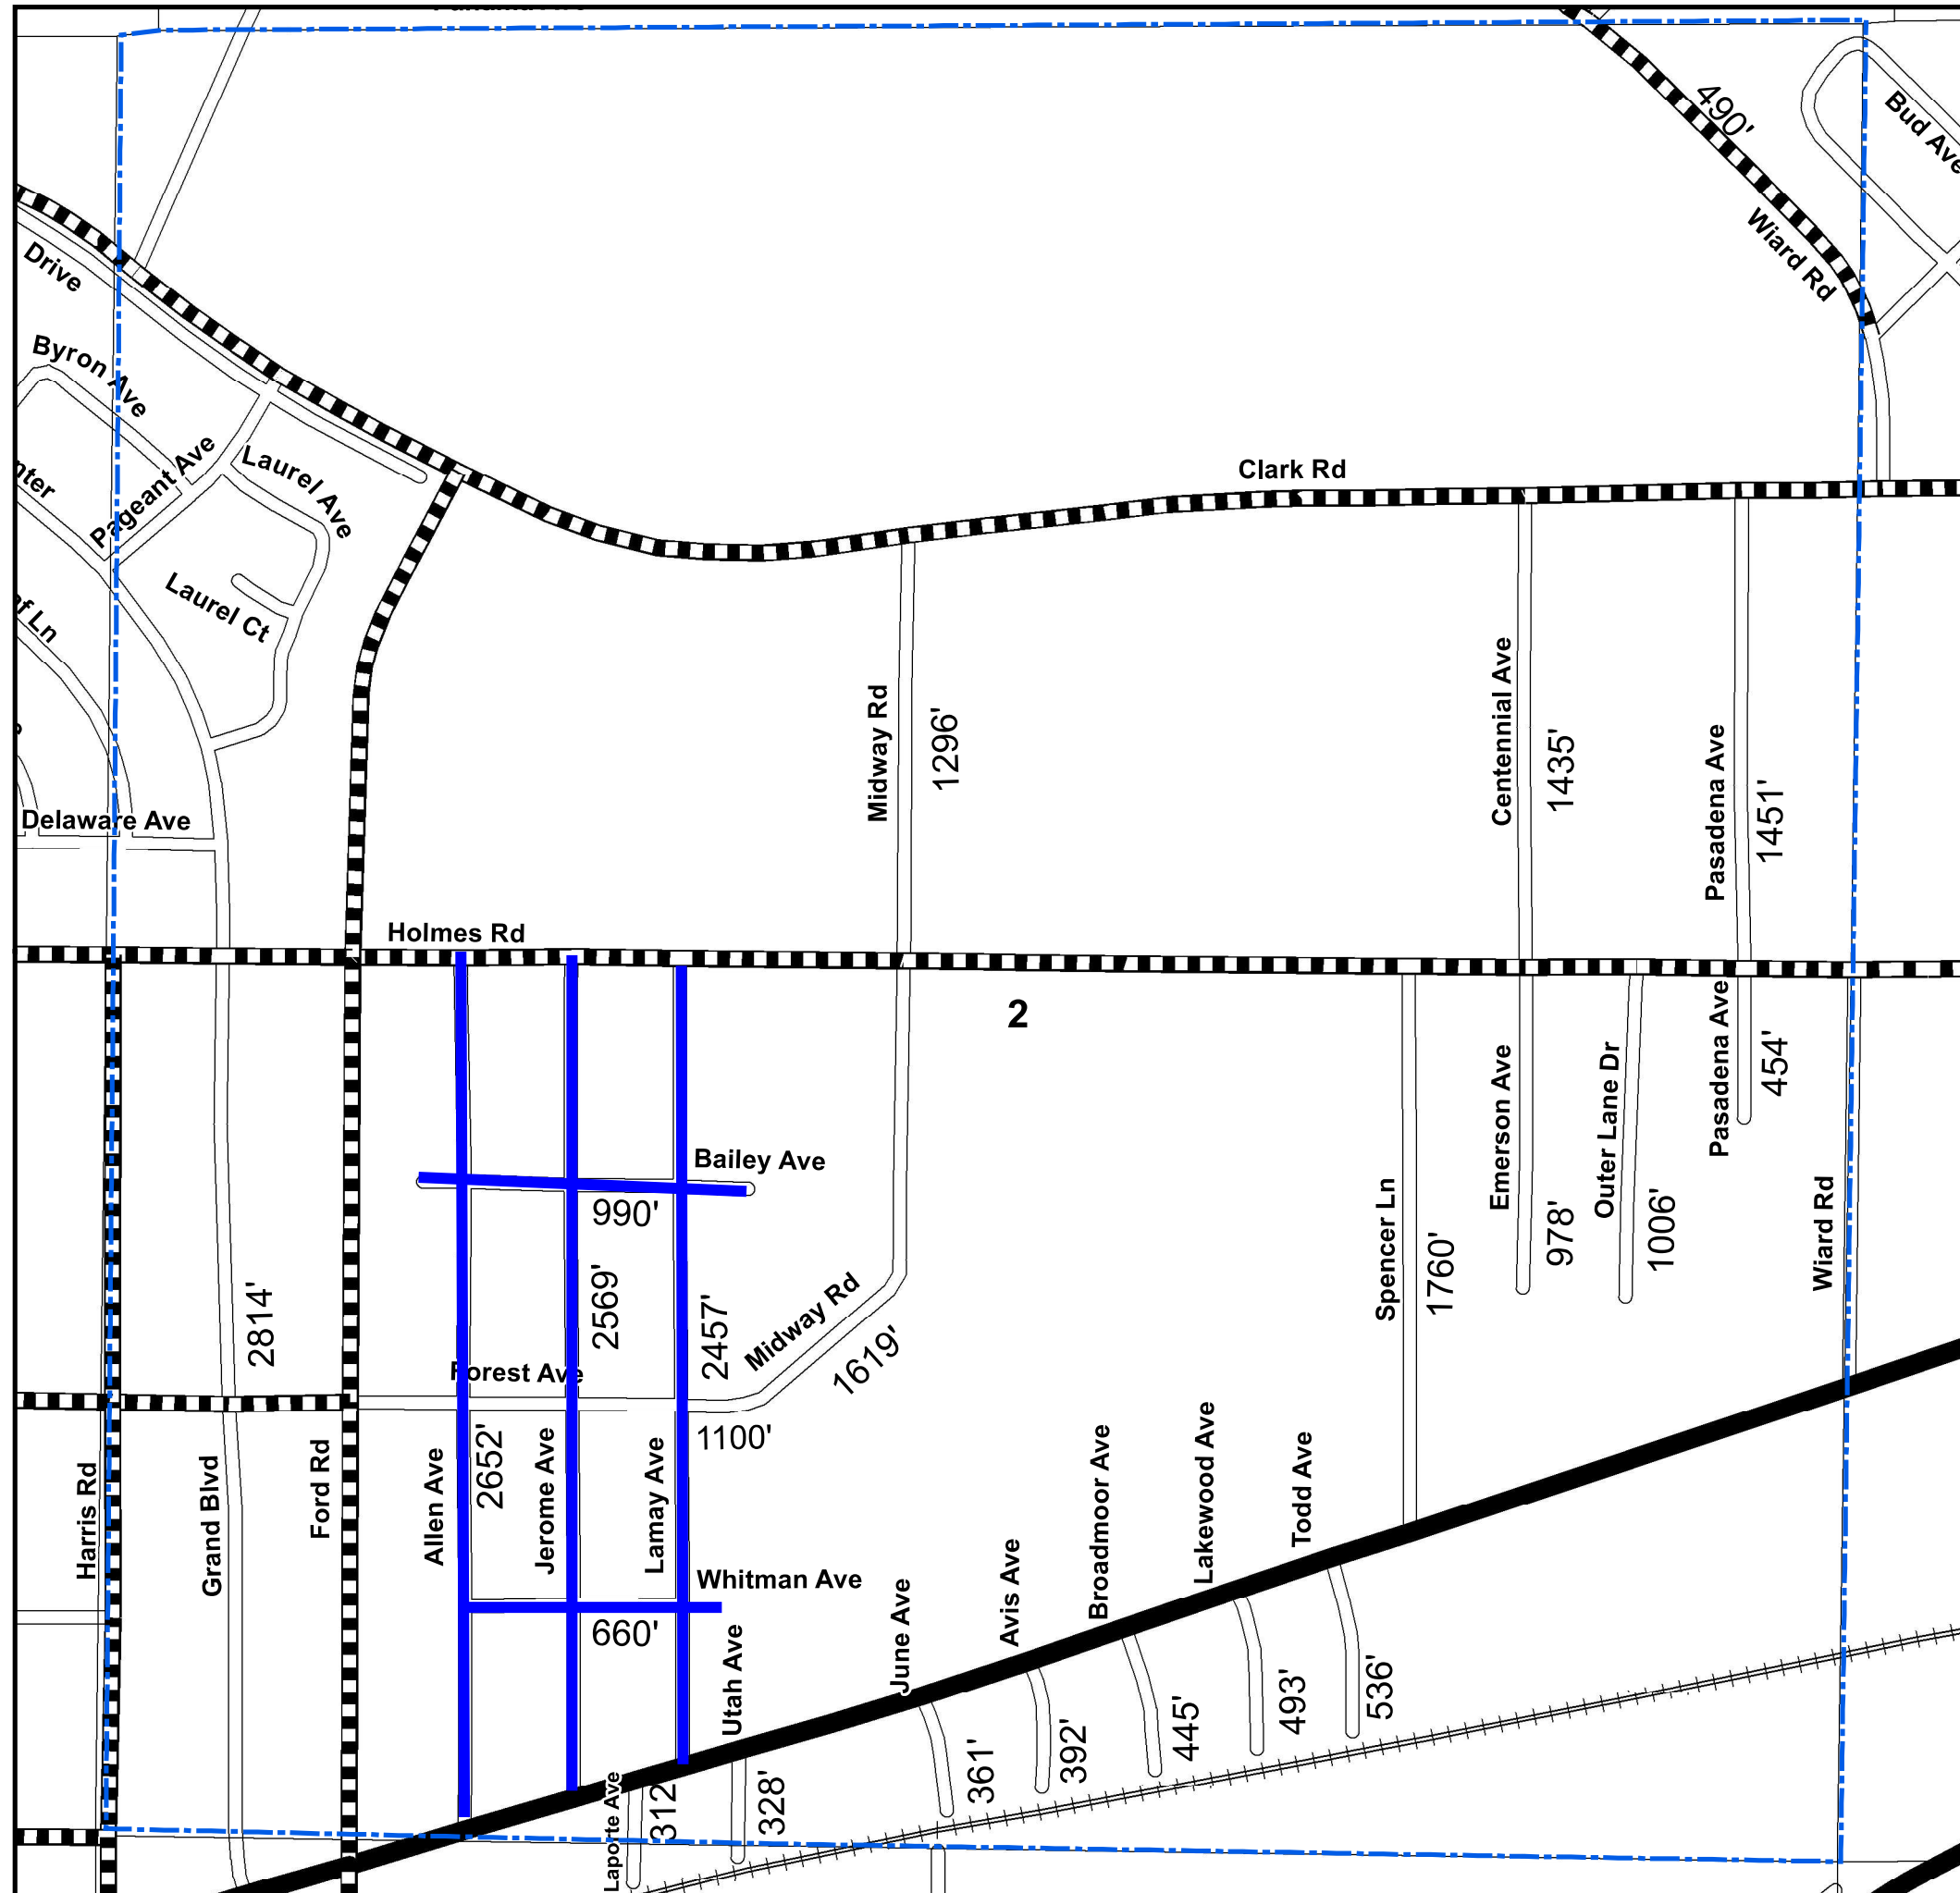 490'
Bud Ave
Wiard Rd
Drive
Byron Ave
Pageant Ave
Laurel Ave
Clark Rd
Laurel Ct
Ln
Midway Rd
1296'
Centennial Ave
1435'
Pasadena Ave
1451'
Delaware Ave
Holmes Rd
2
Pasadena Ave
454'
Emerson Ave
978'
Outer Lane Dr
1006'
Bailey Ave
990'
Spencer Ln
1760'
Wiard Rd
2814'
2569'
2457'
Midway Rd
1619'
Forest Ave
1100'
2652'
Harris Rd
Grand Blvd
Ford Rd
Allen Ave
Jerome Ave
Lamay Ave
Whitman Ave
660'
Utah Ave
June Ave
Avis Ave
Broadmoor Ave
Lakewood Ave
Todd Ave
Laporte Ave
312
328'
361'
392'
445'
493'
536'